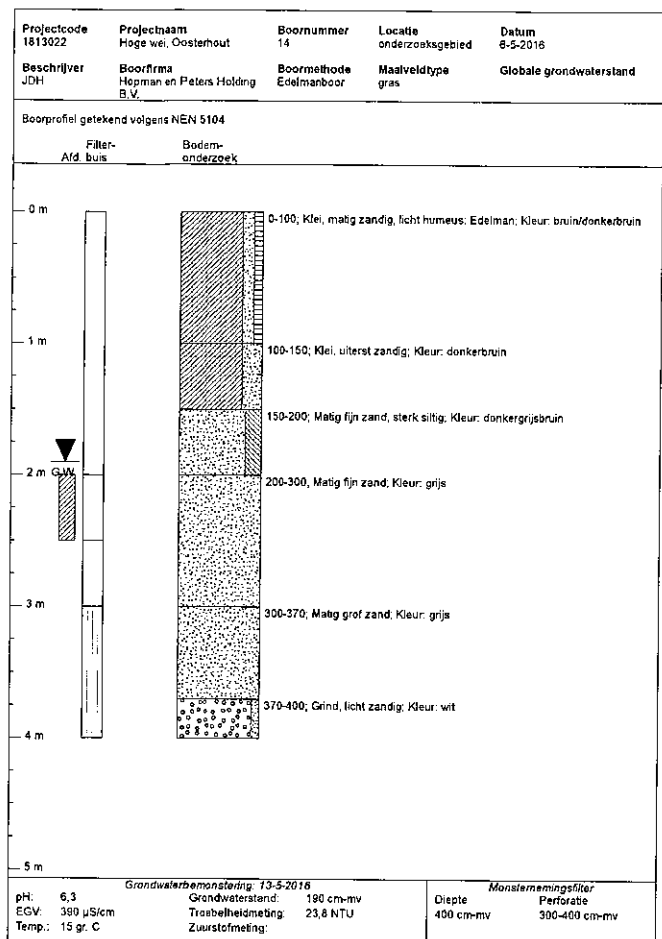 Projectcode Projectnaam Boornummer Locatie Datum
1813022 Hoge wei, Oosterhout 14 onderzoeksgebied 6-5-2016
Beschrijver Boorfirma Boormethode Maaiveldtype Globale grondwaterstand
JDH Hopman en Peters Holding B.V. Edelmanboor gras
Boorprofiel getekend volgens NEN 5104
Filter- Bodem-
Afd. buis onderzoek
0 m 0-100; Klei, matig zandig, licht humeus; Edelman; Kleur: bruin/donkerbruin
1 m 100-150; Klei, uiterst zandig; Kleur: donkerbruin
150-200; Matig fijn zand, sterk siltig; Kleur: donkergrijsbruin
G.W.
2 m 200-300; Matig fijn zand; Kleur: grijs
3 m 300-370; Matig grof zand; Kleur: grijs
370-400; Grind, licht zandig; Kleur: wit
4 m
5 m
Grondwaterbemonstering: 13-5-2016 Monsternemingsfilter
pH: 6,3 Grondwaterstand: 190 cm-mv Diepte Perforatie
EGV: 390 µS/cm Troebelheidmeting: 23,8 NTU 400 cm-mv 300-400 cm-mv
Temp.: 15 gr. C Zuurstofmeting: